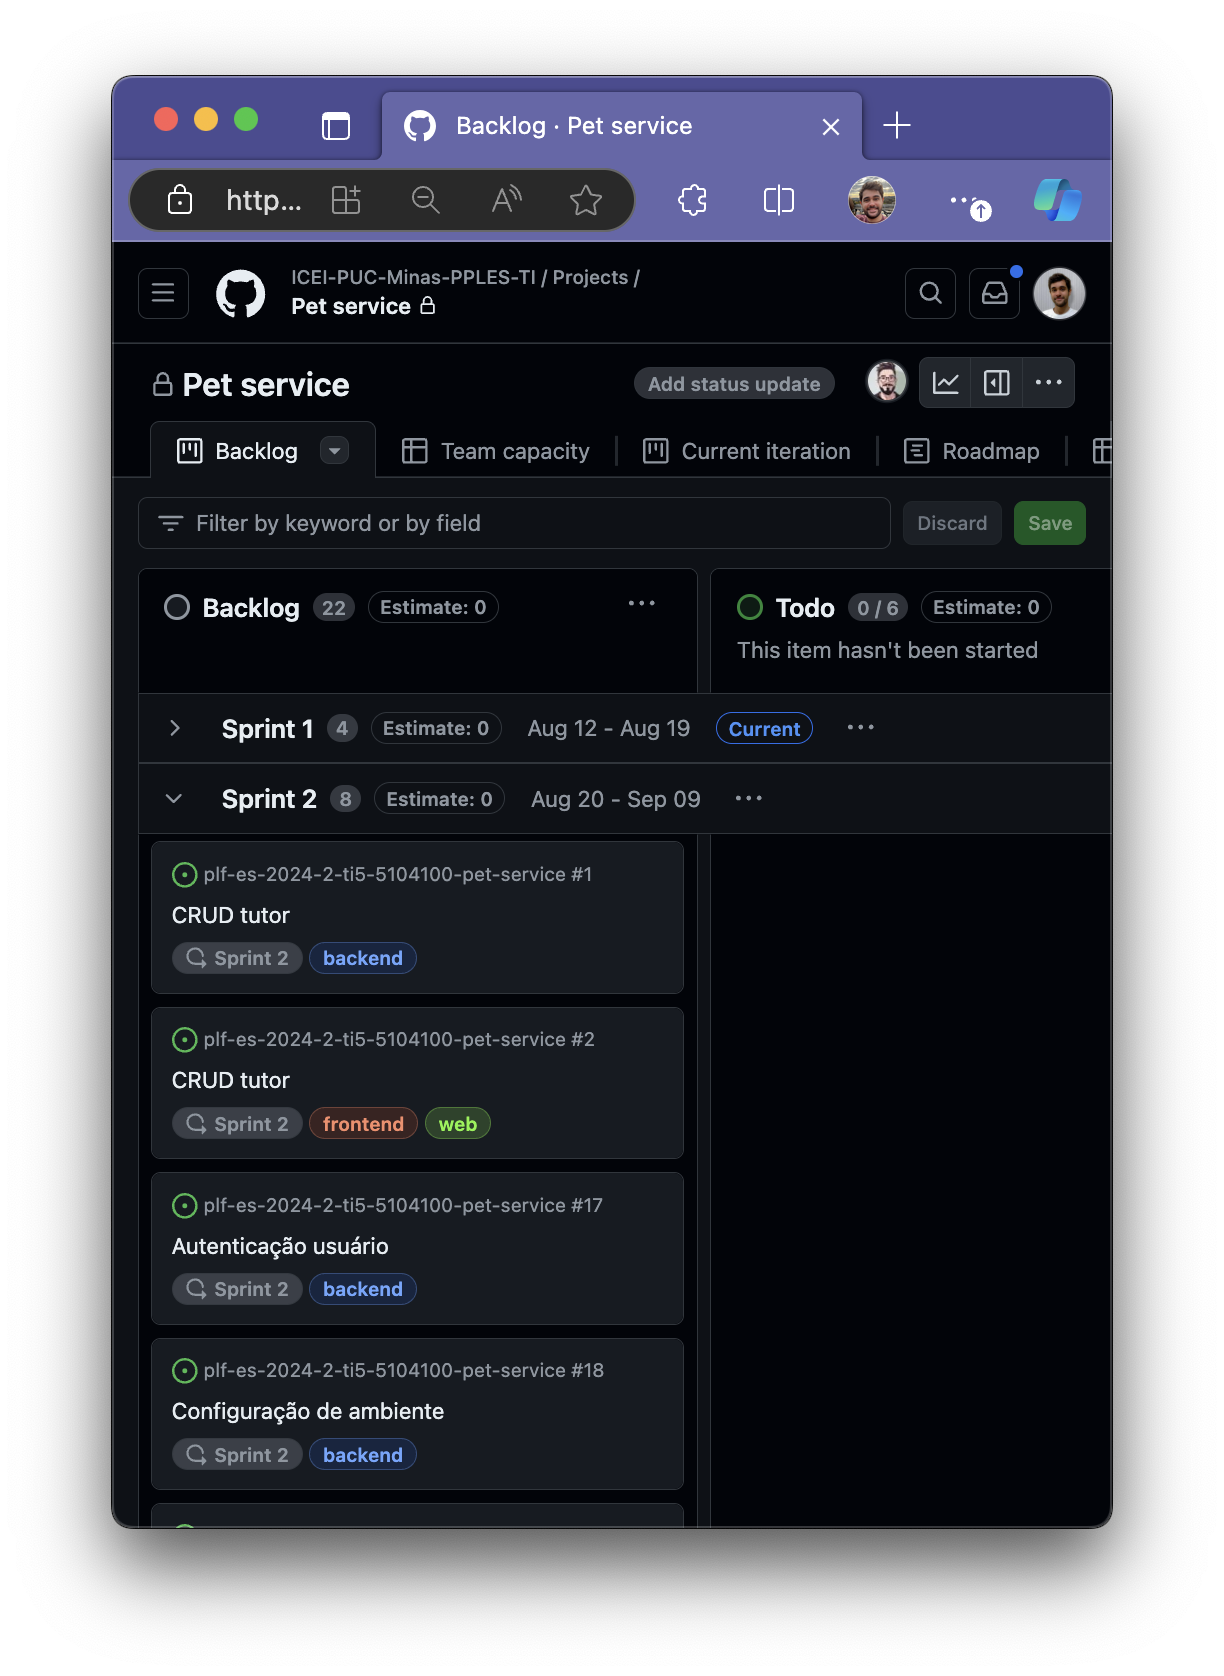 Backlog · Pet service
http...
ICEI-PUC-Minas-PPLES-TI / Projects /
Pet service
Pet service
Add status update
Backlog
Team capacity
Current iteration
Roadmap
Filter by keyword or by field
Discard
Save
Backlog 22 Estimate: 0
Todo 0 / 6 Estimate: 0
This item hasn't been started
Sprint 1 4 Estimate: 0 Aug 12 - Aug 19 Current
Sprint 2 8 Estimate: 0 Aug 20 - Sep 09
plf-es-2024-2-ti5-5104100-pet-service #1
CRUD tutor
Sprint 2 backend
plf-es-2024-2-ti5-5104100-pet-service #2
CRUD tutor
Sprint 2 frontend web
plf-es-2024-2-ti5-5104100-pet-service #17
Autenticação usuário
Sprint 2 backend
plf-es-2024-2-ti5-5104100-pet-service #18
Configuração de ambiente
Sprint 2 backend